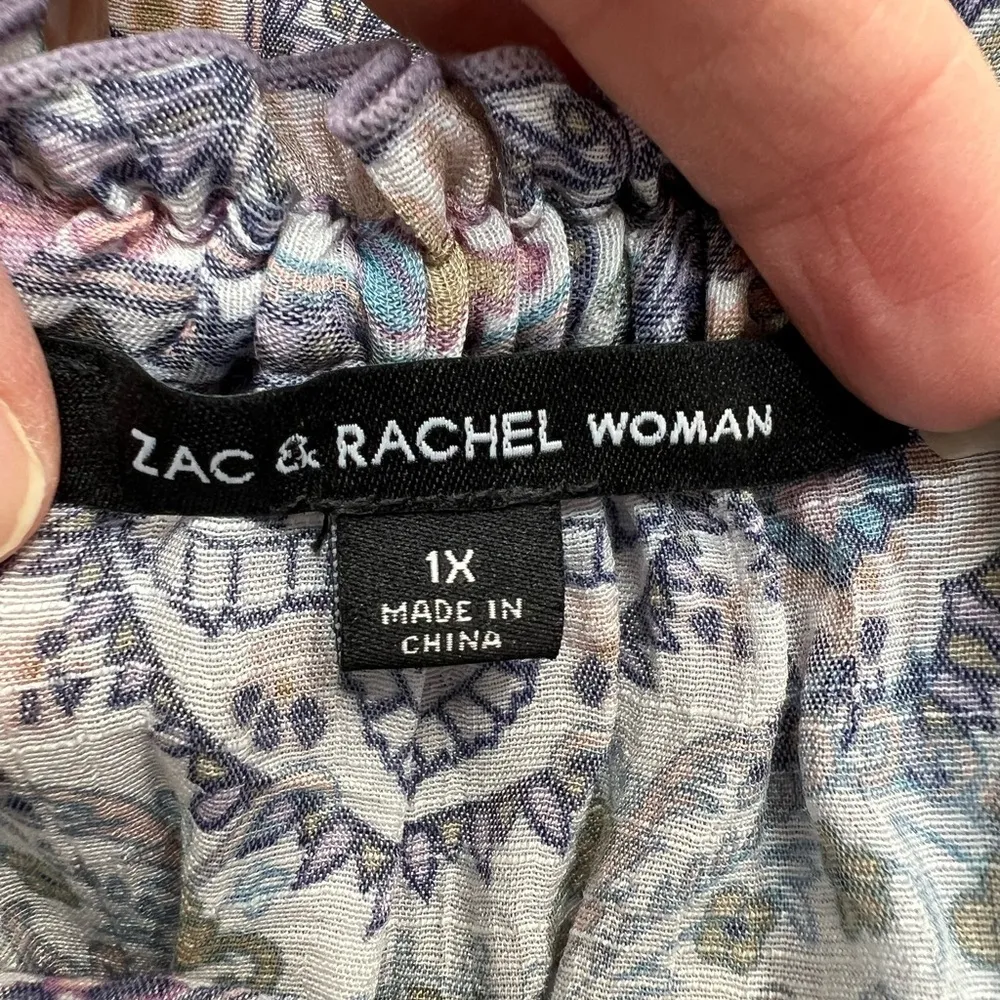 ZAC & RACHEL WOMAN
1X
MADE IN
CHINA